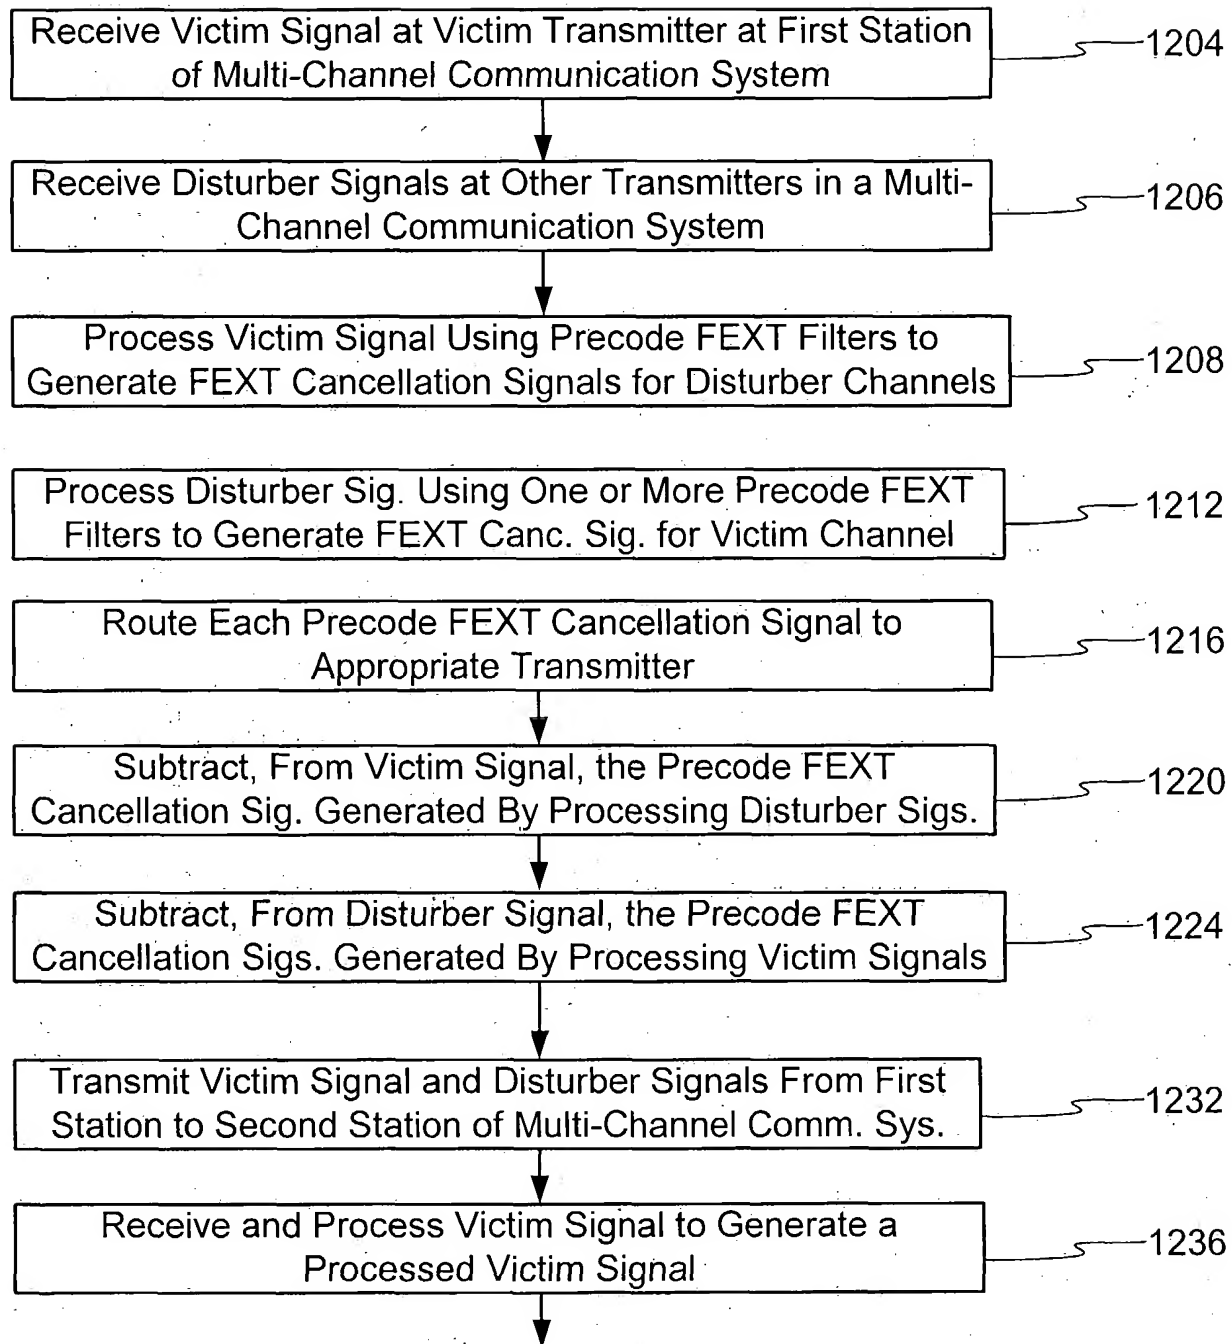 Receive Victim Signal at Victim Transmitter at First Station
of Multi-Channel Communication System
1204
Receive Disturber Signals at Other Transmitters in a Multi-
Channel Communication System
1206
Process Victim Signal Using Precode FEXT Filters to
Generate FEXT Cancellation Signals for Disturber Channels
1208
Process Disturber Sig. Using One or More Precode FEXT
Filters to Generate FEXT Canc. Sig. for Victim Channel
1212
Route Each Precode FEXT Cancellation Signal to
Appropriate Transmitter
1216
Subtract, From Victim Signal, the Precode FEXT
Cancellation Sig. Generated By Processing Disturber Sigs.
1220
Subtract, From Disturber Signal, the Precode FEXT
Cancellation Sigs. Generated By Processing Victim Signals
1224
Transmit Victim Signal and Disturber Signals From First
Station to Second Station of Multi-Channel Comm. Sys.
1232
Receive and Process Victim Signal to Generate a
Processed Victim Signal
1236